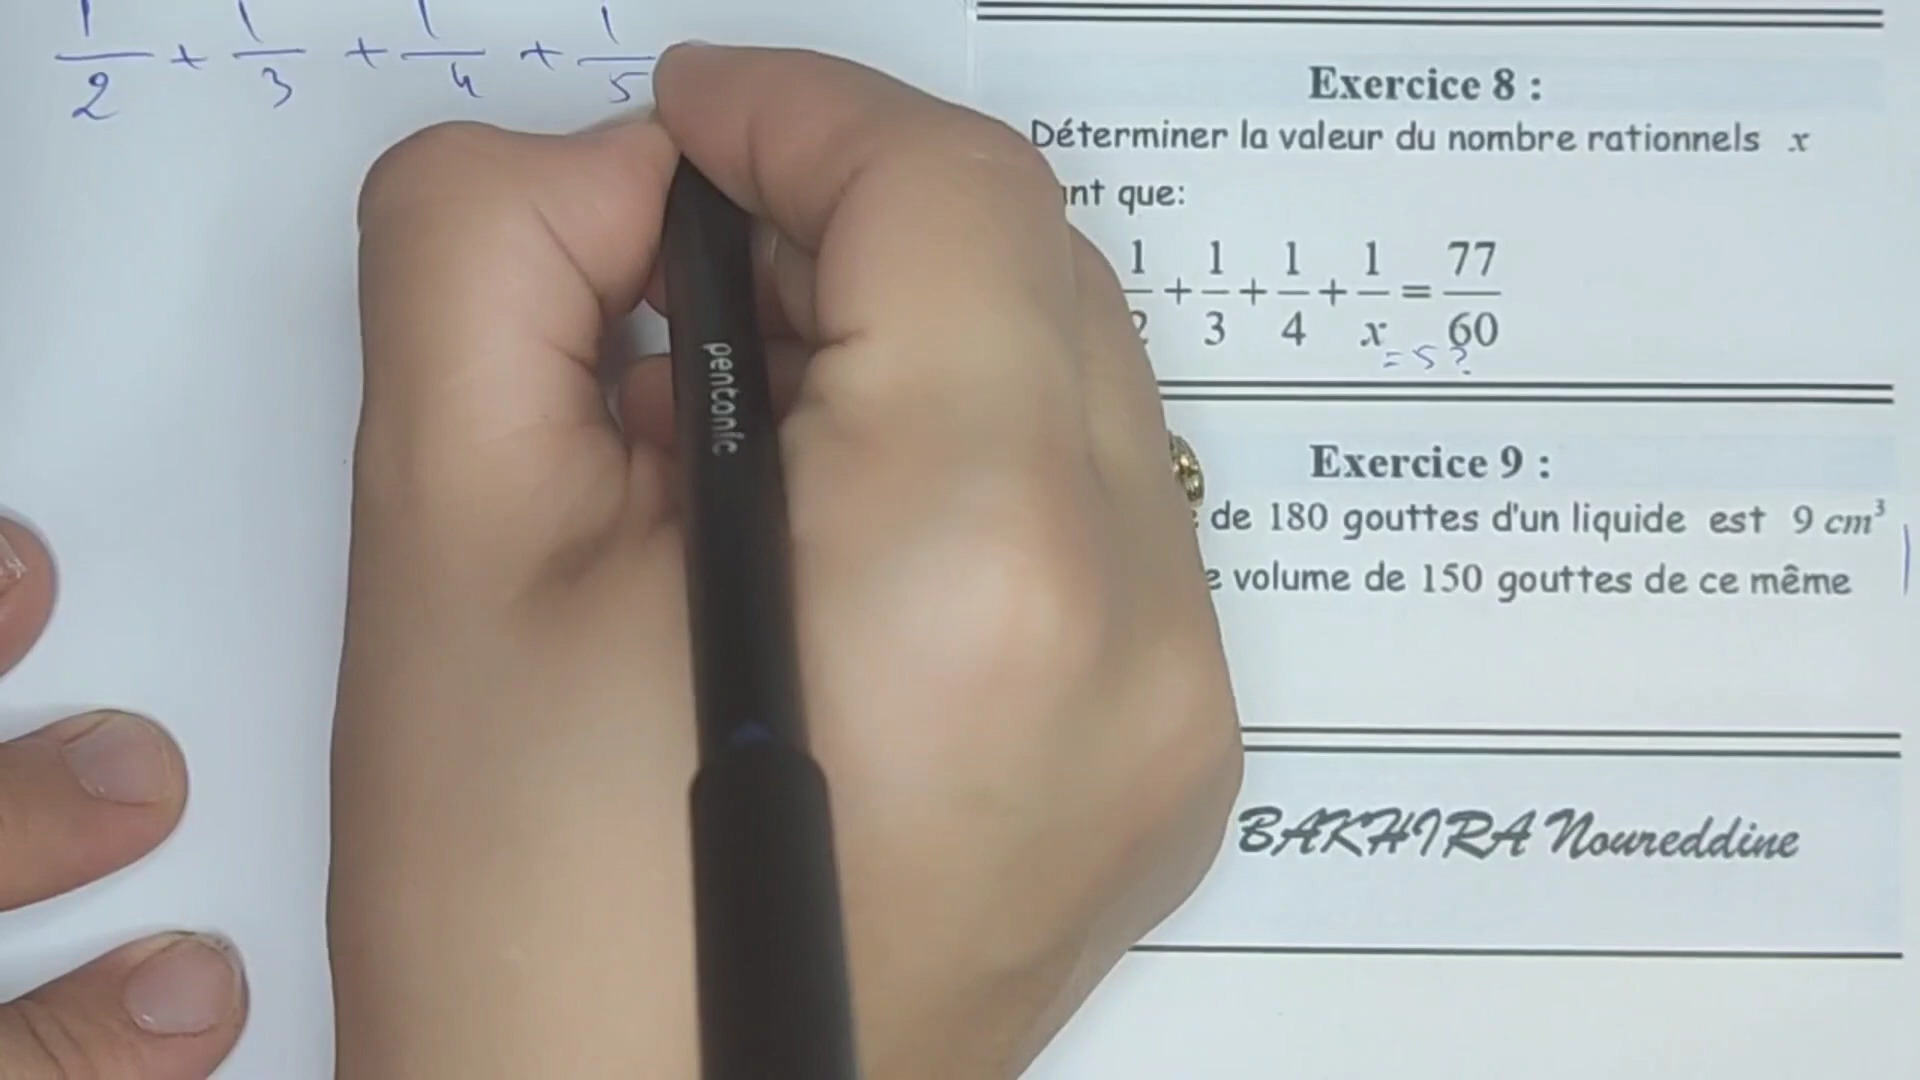 1/2 + 1/3 + 1/4 + 1/5
Exercice 8 :
Déterminer la valeur du nombre rationnels x
que:
1/2 + 1/3 + 1/4 + 1/x = 77/60
= 5 ?
Exercice 9 :
de 180 gouttes d'un liquide est 9 cm³
volume de 150 gouttes de ce même
BAKHIRA Noureddine
pentonic